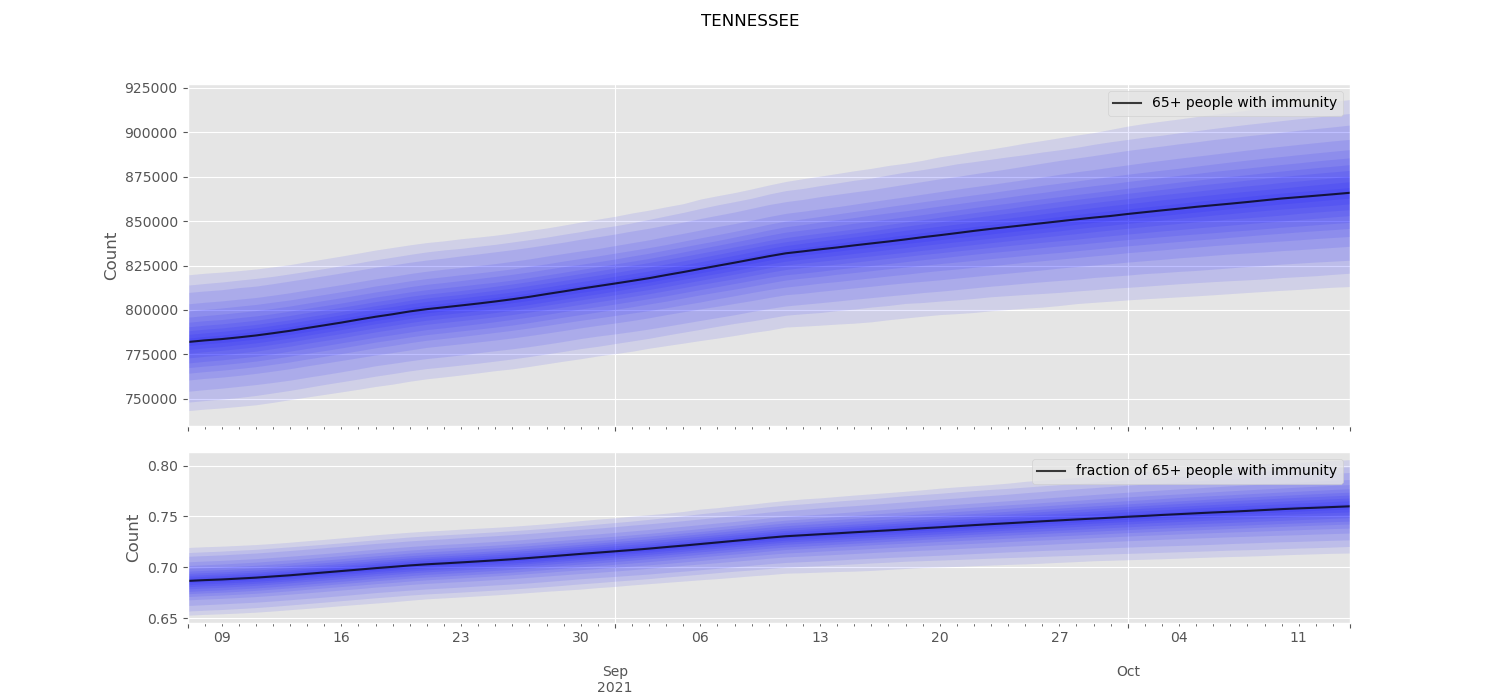 TENNESSEE
925000
900000
875000
850000
825000
800000
775000
750000
Count
65+ people with immunity
0.80
0.75
0.70
0.65
Count
fraction of 65+ people with immunity
09 16 23 30 06 13 20 27 04 11
Sep Oct
2021